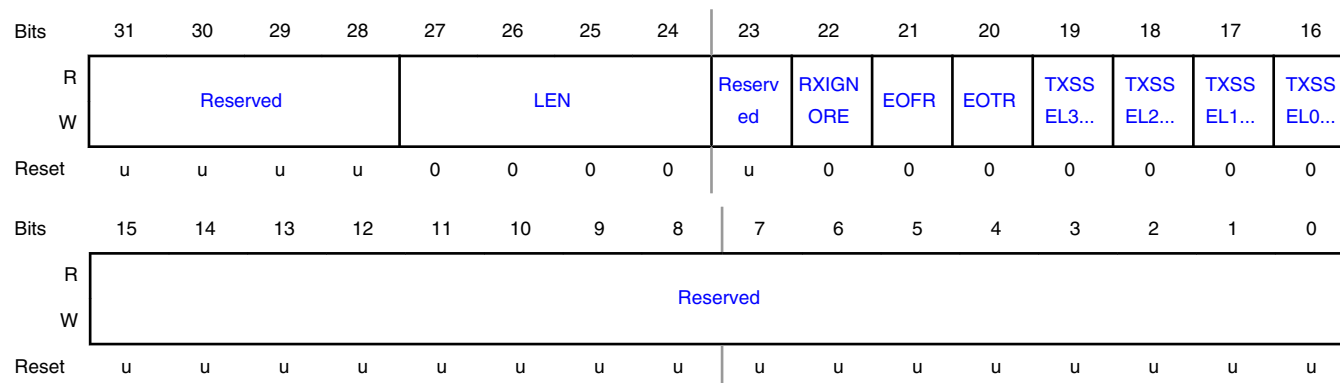 Bits 31 30 29 28 27 26 25 24 23 22 21 20 19 18 17 16
R
W
Reserved LEN Reserv RXIGN EOFR EOTR TXSS TXSS TXSS TXSS
ed ORE EL3... EL2... EL1... EL0...
Reset u u u u 0 0 0 0 u 0 0 0 0 0 0 0
Bits 15 14 13 12 11 10 9 8 7 6 5 4 3 2 1 0
R
Reserved
W
Reset u u u u u u u u u u u u u u u u